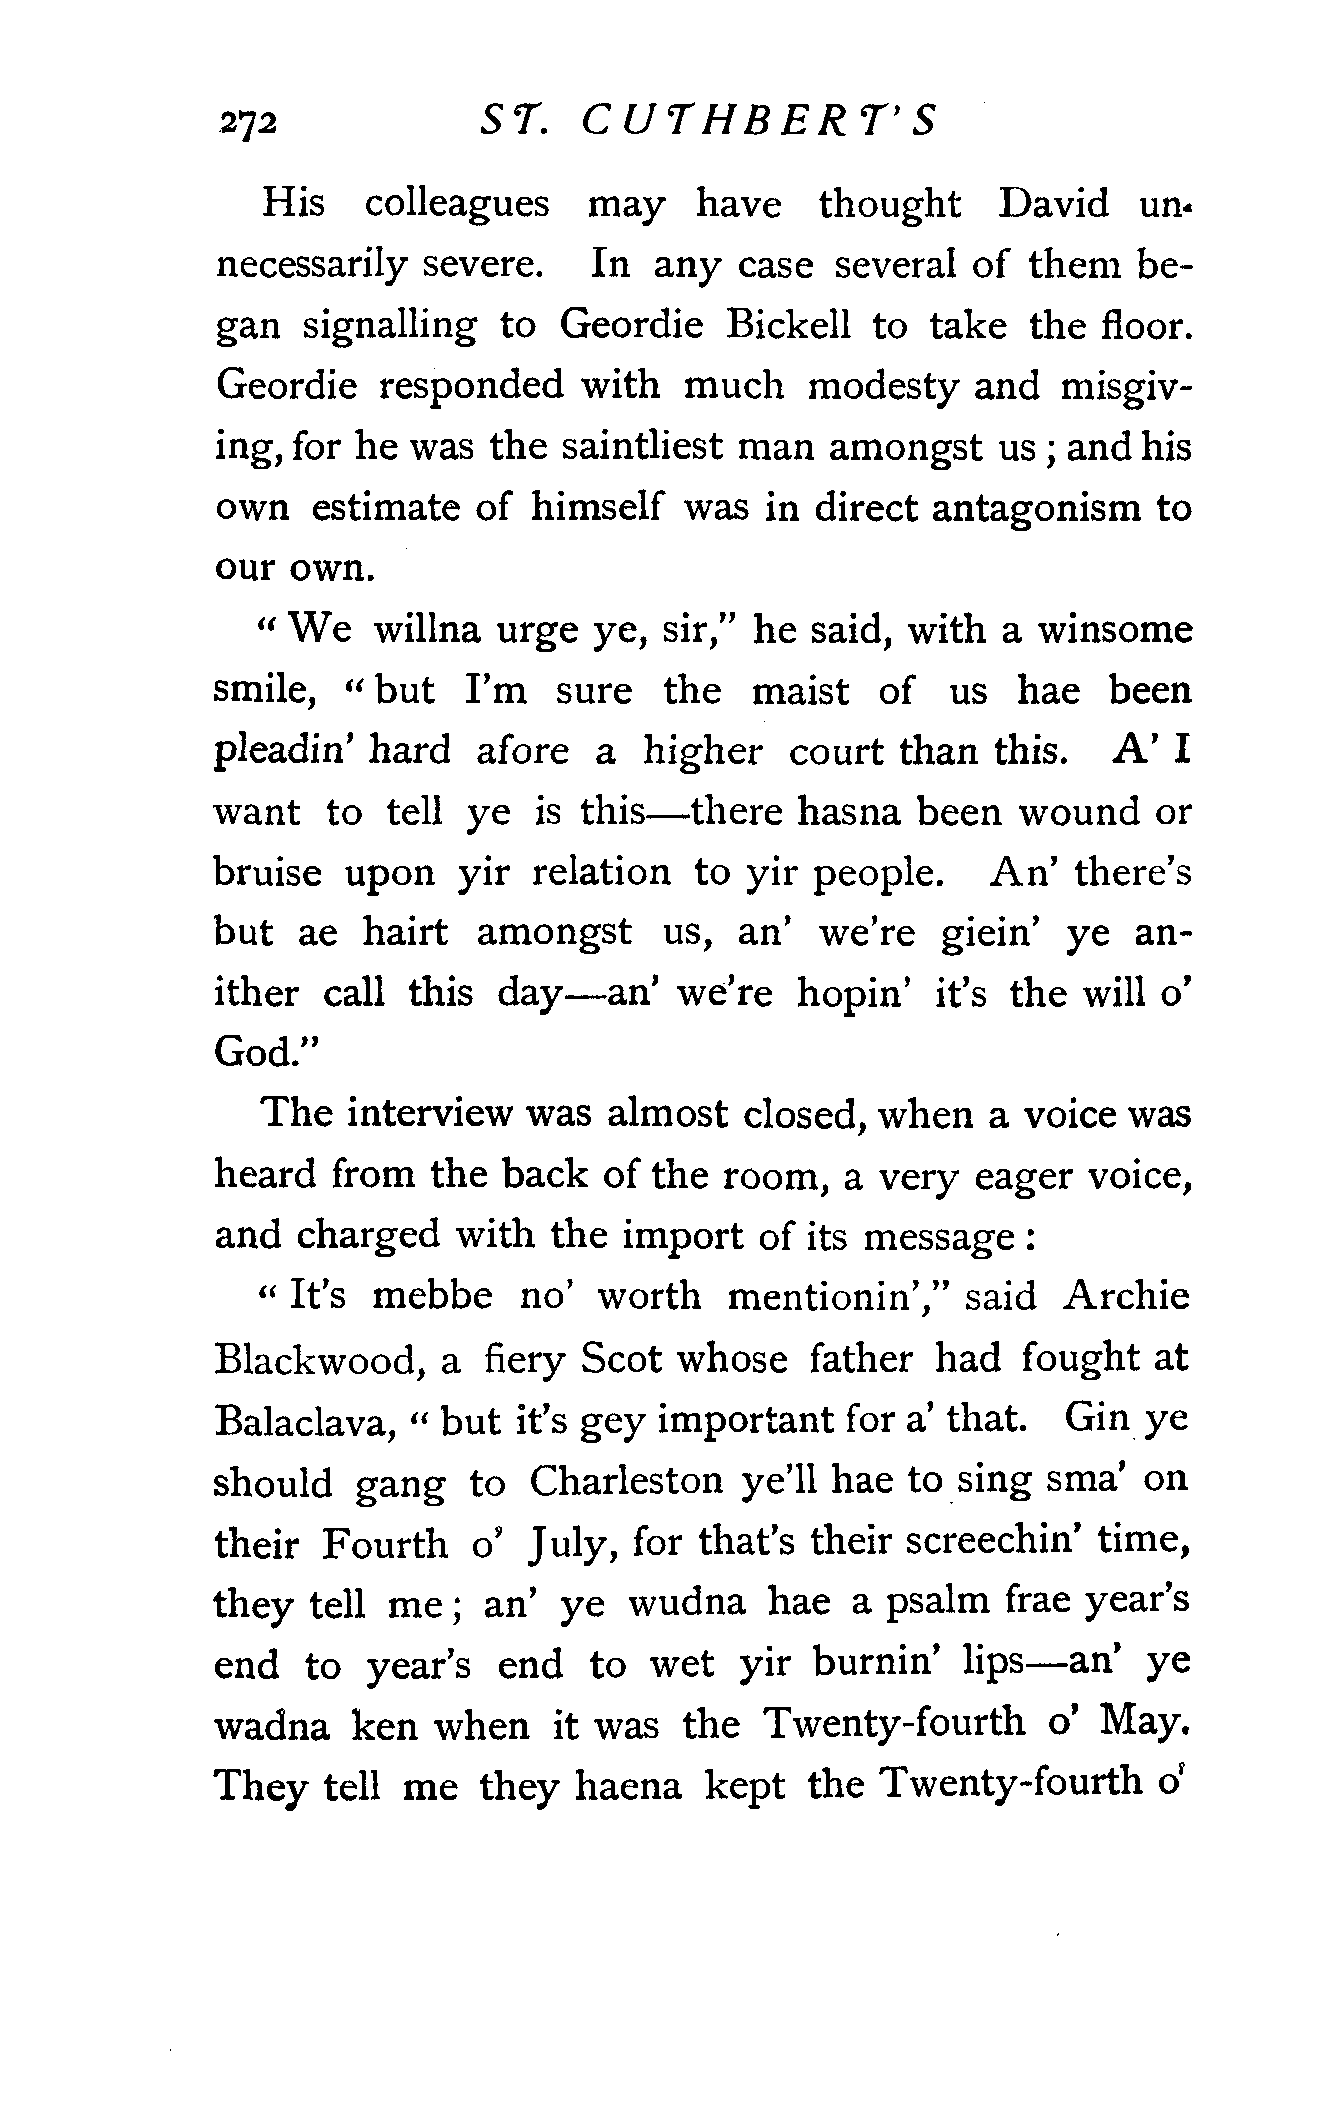 272 ST. CUTHBERT'S
His colleagues may have thought David un-
necessarily severe. In any case several of them be-
gan signalling to Geordie Bickell to take the floor.
Geordie responded with much modesty and misgiv-
ing, for he was the saintliest man amongst us ; and his
own estimate of himself was in direct antagonism to
our own.
“ We willna urge ye, sir,” he said, with a winsome
smile, “ but I'm sure the maist of us hae been
pleadin' hard afore a higher court than this. A' I
want to tell ye is this—there hasna been wound or
bruise upon yir relation to yir people. An' there's
but ae hairt amongst us, an' we're giein' ye an-
ither call this day—an' we're hopin' it's the will o'
God.”
The interview was almost closed, when a voice was
heard from the back of the room, a very eager voice,
and charged with the import of its message :
“ It's mebbe no' worth mentionin',” said Archie
Blackwood, a fiery Scot whose father had fought at
Balaclava, “ but it's gey important for a' that. Gin ye
should gang to Charleston ye'll hae to sing sma' on
their Fourth o' July, for that's their screechin' time,
they tell me ; an' ye wudna hae a psalm frae year's
end to year's end to wet yir burnin' lips—an' ye
wadna ken when it was the Twenty-fourth o' May.
They tell me they haena kept the Twenty-fourth o'